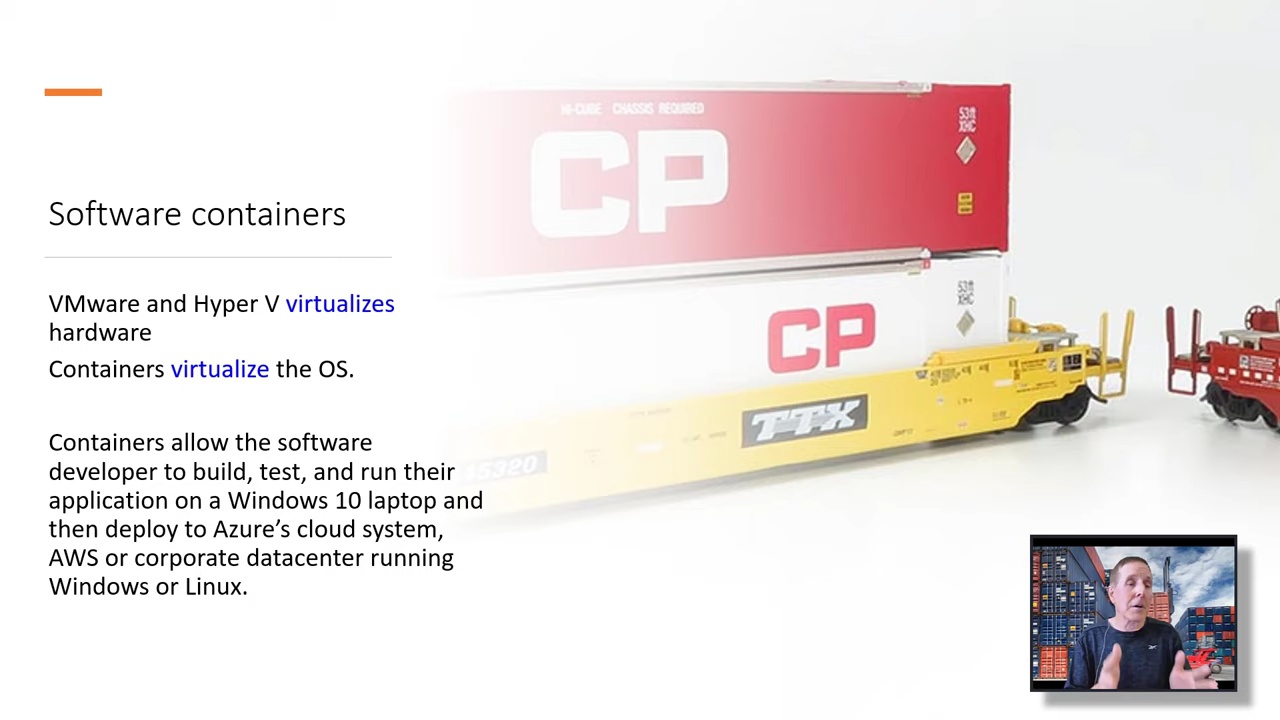 Software containers
VMware and Hyper V virtualizes
hardware
Containers virtualize the OS.
Containers allow the software
developer to build, test, and run their
application on a Windows 10 laptop and
then deploy to Azure’s cloud system,
AWS or corporate datacenter running
Windows or Linux.
HI-CUBE CHASSIS REQUIRED
CP
53ft
XHC
CP
53ft
XHC
TTX
45320